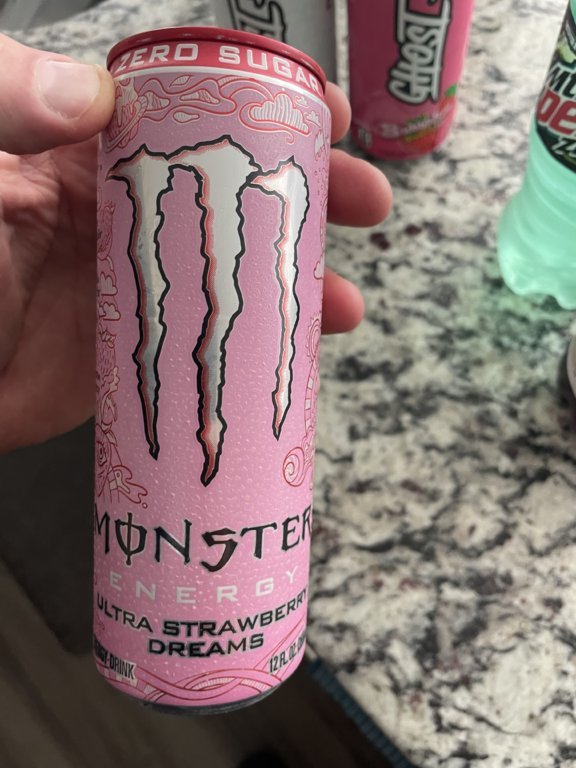 ZERO SUGAR
MONSTER
ENERGY
ULTRA STRAWBERRY
DREAMS
12 FL. OZ.
GHOST